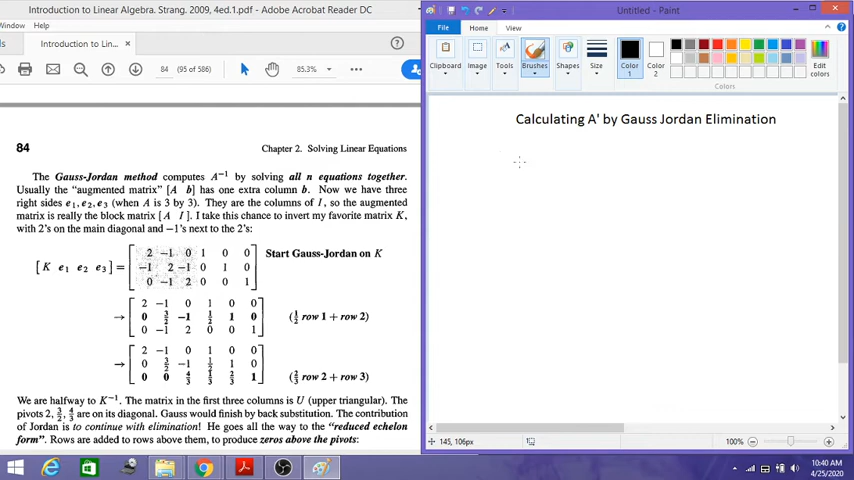 Introduction to Linear Algebra. Strang. 2009, 4ed.1.pdf - Adobe Acrobat Reader DC
Window Help
ls Introduction to Linear Algeb... ×
84 (95 of 586) 85.3%
84 Chapter 2. Solving Linear Equations
The Gauss-Jordan method computes A⁻¹ by solving all n equations together.
Usually the "augmented matrix" [A b] has one extra column b. Now we have three
right sides e₁, e₂, e₃ (when A is 3 by 3). They are the columns of I, so the augmented
matrix is really the block matrix [A I]. I take this chance to invert my favorite matrix K,
with 2's on the main diagonal and −1's next to the 2's:
2 −1 0 1 0 0 Start Gauss-Jordan on K
[K e₁ e₂ e₃] = −1 2 −1 0 1 0
0 −1 2 0 0 1
2 −1 0 1 0 0
→ 0 3/2 −1 1/2 1 0 (1/2 row 1 + row 2)
0 −1 2 0 0 1
2 −1 0 1 0 0
→ 0 3/2 −1 1/2 1 0
0 0 4/3 1/3 2/3 1 (2/3 row 2 + row 3)
We are halfway to K⁻¹. The matrix in the first three columns is U (upper triangular). The
pivots 2, 3/2, 4/3 are on its diagonal. Gauss would finish by back substitution. The contribution
of Jordan is to continue with elimination! He goes all the way to the "reduced echelon
form". Rows are added to rows above them, to produce zeros above the pivots:
Untitled - Paint
File Home View
Clipboard Image Tools Brushes Shapes Size Color 1 Color 2 Edit colors
Colors
Calculating A' by Gauss Jordan Elimination
145, 106px 100%
10:40 AM
4/25/2020